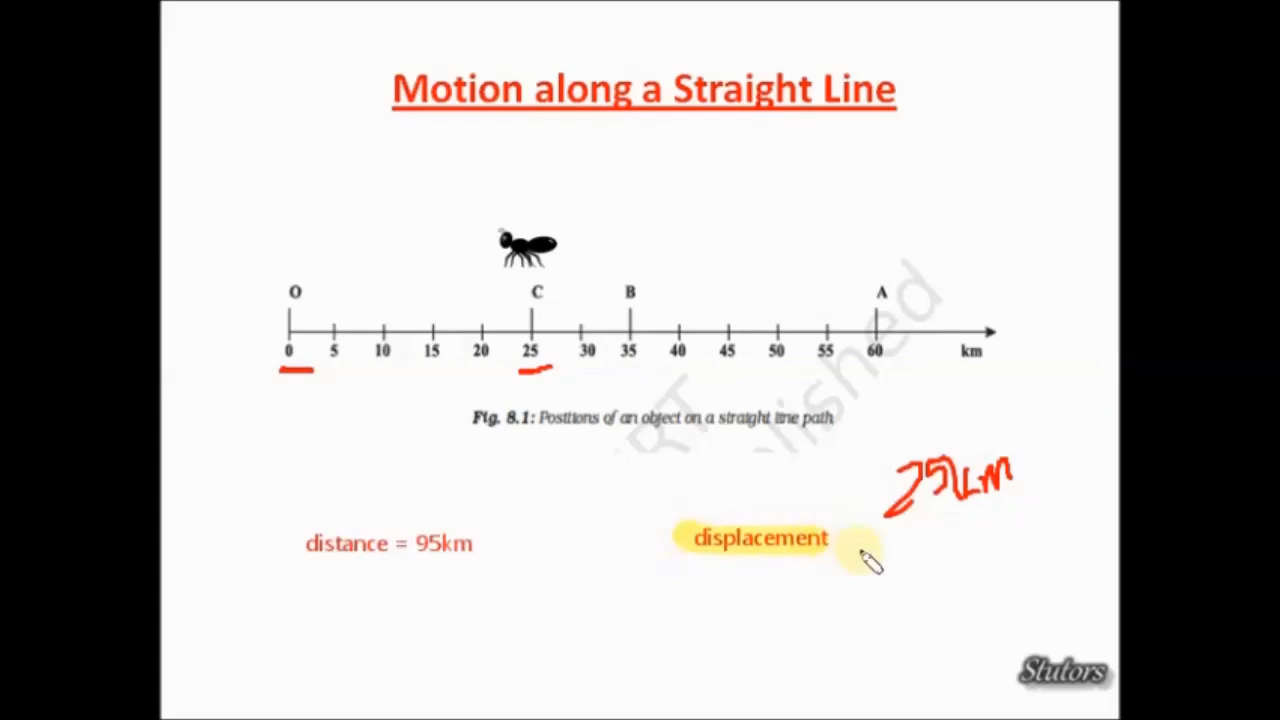 Motion along a Straight Line
O C B A
0 5 10 15 20 25 30 35 40 45 50 55 60 km
Fig. 8.1: Positions of an object on a straight line path
25km
distance = 95km
displacement
Stutors